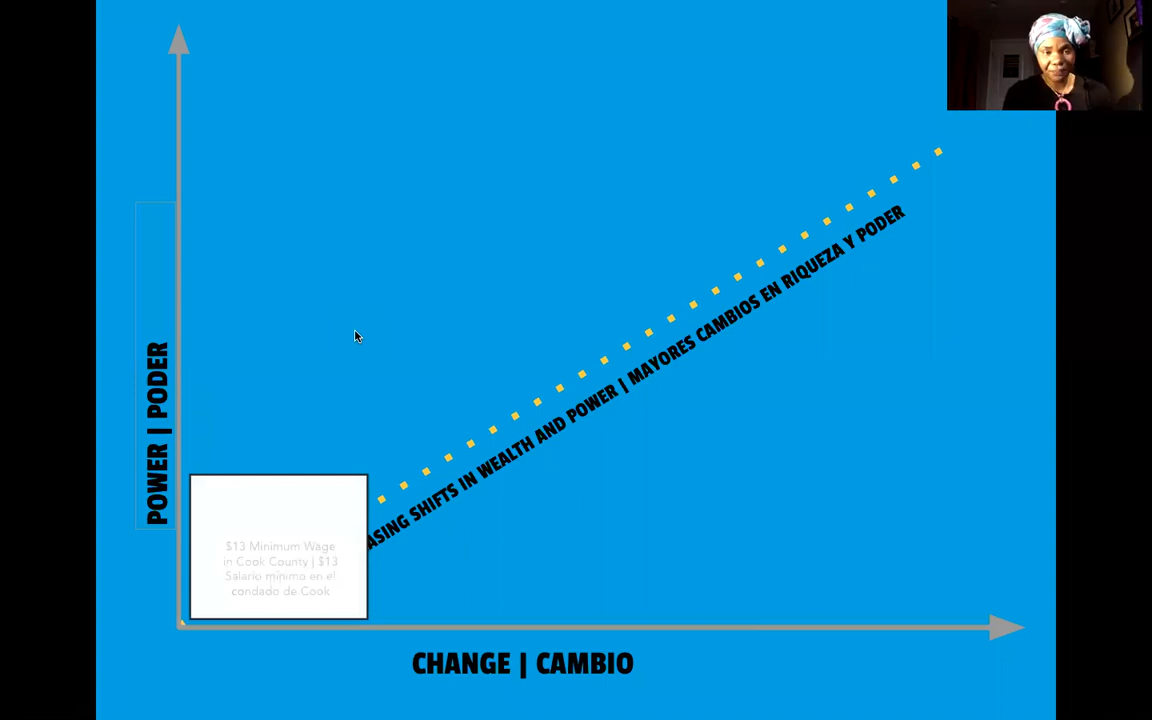 POWER | PODER
ASING SHIFTS IN WEALTH AND POWER | MAYORES CAMBIOS EN RIQUEZA Y PODER
$13 Minimum Wage
in Cook County | $13
Salario mínimo en el
condado de Cook
CHANGE | CAMBIO